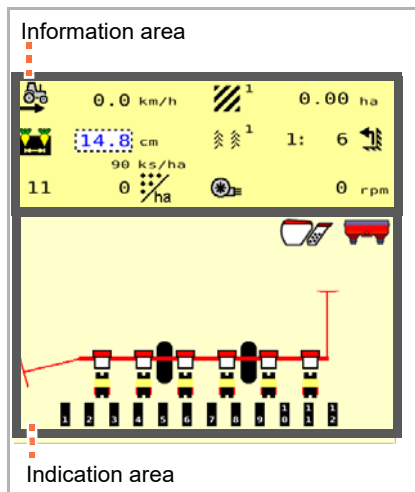 Information area
0.0 km/h 1 0.00 ha
14.8 cm 1 1: 6
90 ks/ha
11 0 /ha 0 rpm
1 2 3 4 5 6 7 8 9 10 11 12
Indication area